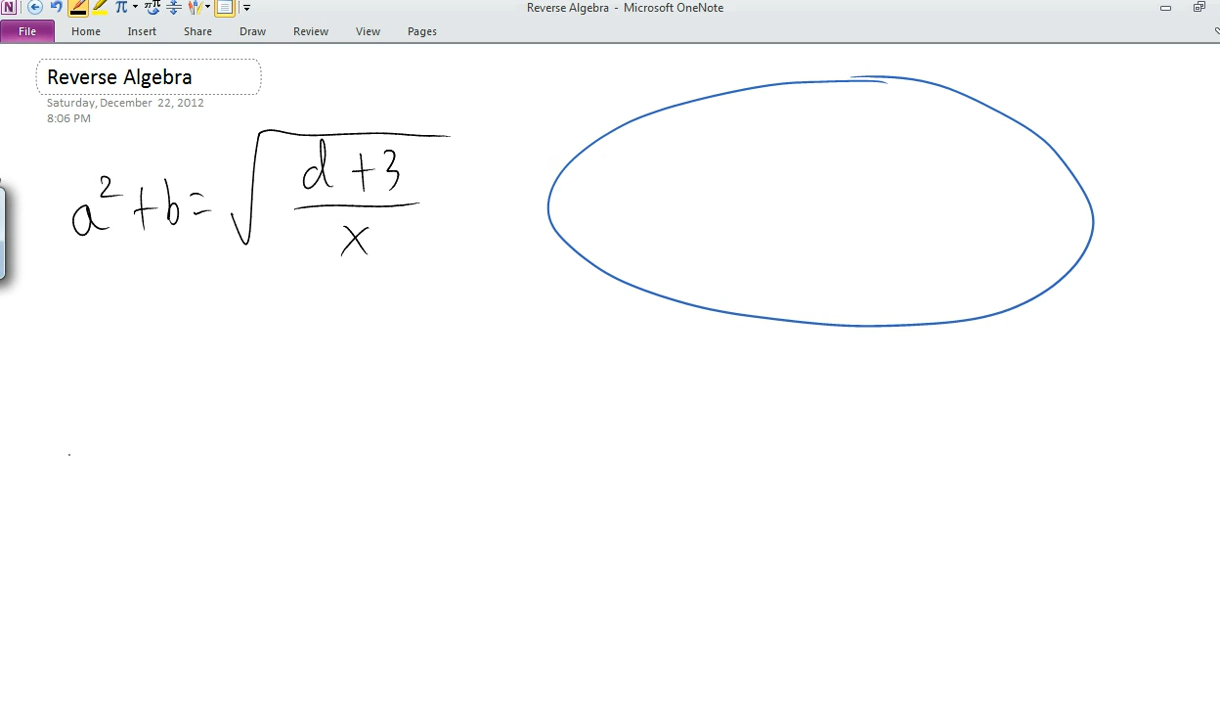 Reverse Algebra - Microsoft OneNote
File Home Insert Share Draw Review View Pages
Reverse Algebra
Saturday, December 22, 2012
8:06 PM
a² + b = √((d + 3)/x)